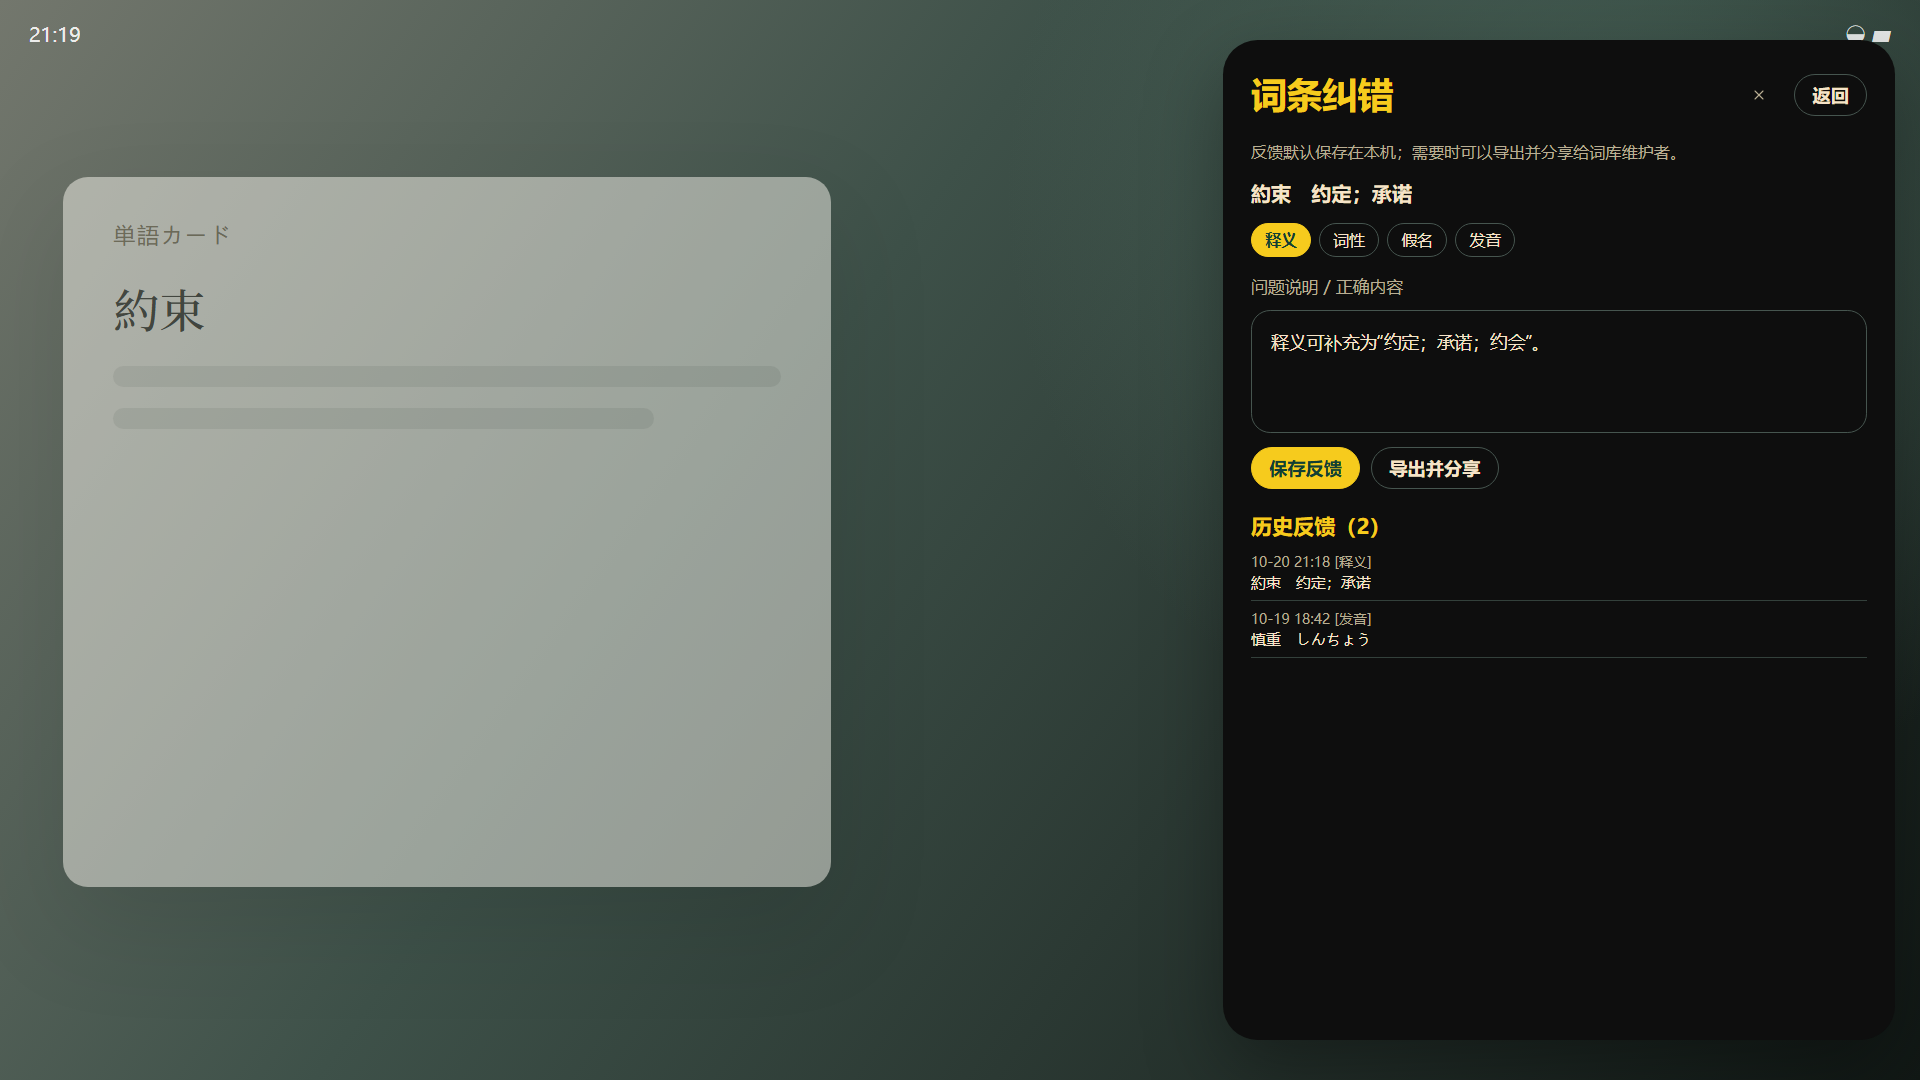 21:19
単語カード
約束
词条纠错
×
返回
反馈默认保存在本机；需要时可以导出并分享给词库维护者。
約束　约定；承诺
释义 词性 假名 发音
问题说明 / 正确内容
释义可补充为“约定；承诺；约会”。
保存反馈 导出并分享
历史反馈（2）
10-20 21:18 [释义]
約束　约定；承诺
10-19 18:42 [发音]
慎重　しんちょう